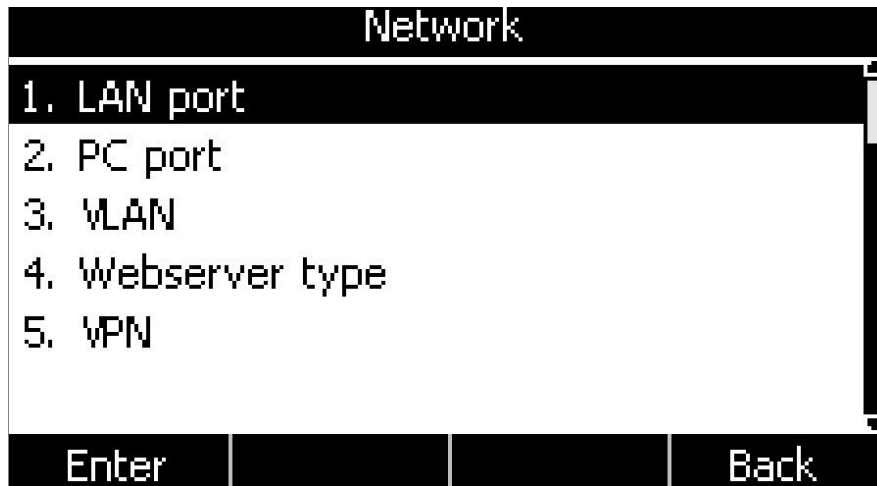 Network
1. LAN port
2. PC port
3. VLAN
4. Webserver type
5. VPN
Enter Back